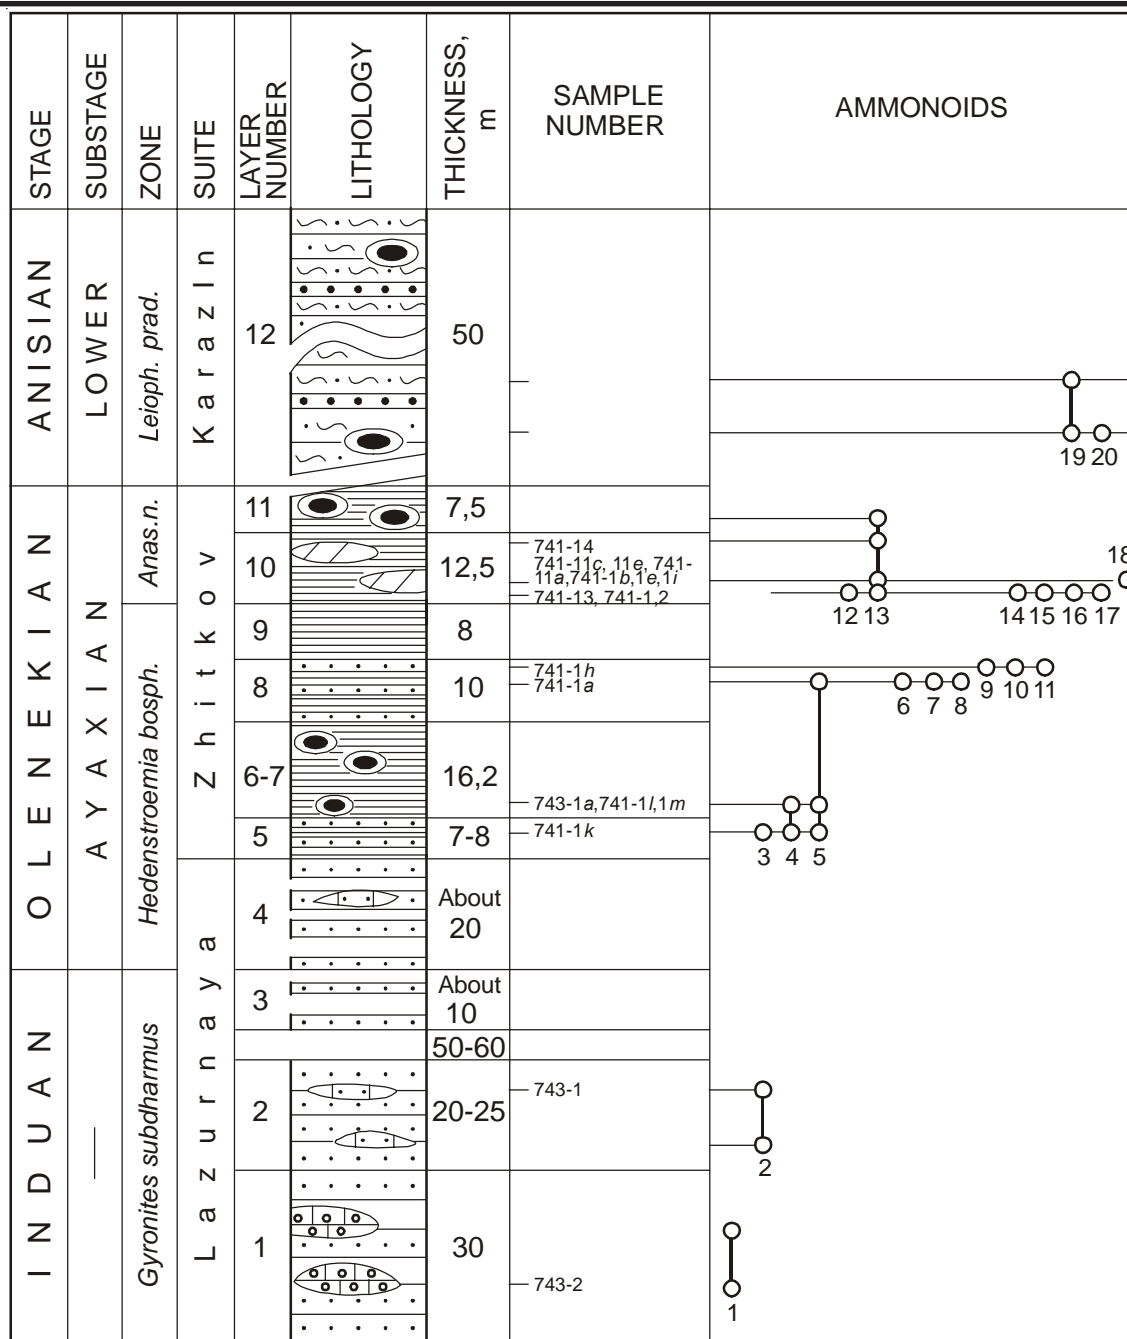 STAGE
SUBSTAGE
ZONE
SUITE
LAYER
NUMBER
LITHOLOGY
THICKNESS,
m
SAMPLE
NUMBER
AMMONOIDS
ANISIAN
LOWER
Leioph. prad.
KarazIn
12
50
19 20
OLENEKIAN
AYAXIAN
Anas.n.
Zhitkov
11
7,5
10
12,5
741-14
741-11c, 11e, 741-
11a,741-1b,1e,1i
741-13, 741-1,2
18
12 13 14 15 16 17
Hedenstroemia bosph.
9
8
8
10
741-1h
741-1a
9 10 11
6 7 8
6-7
16,2
743-1a,741-1l,1m
5
7-8
741-1k
3 4 5
Lazurnaya
4
About
20
INDUAN
Gyronites subdharmus
3
About
10
50-60
2
20-25
743-1
2
1
30
743-2
1